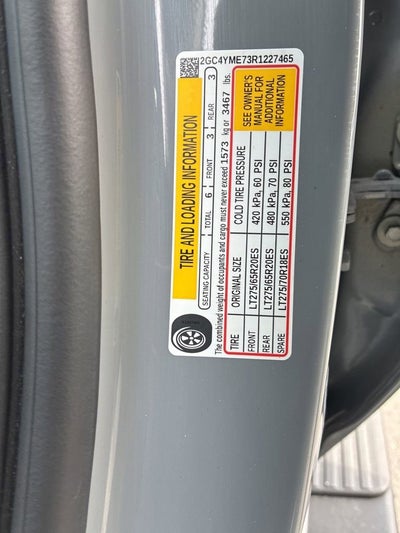 2GC4YME73R1227465
TIRE AND LOADING INFORMATION
SEATING CAPACITY TOTAL 6 FRONT 3 REAR 3
The combined weight of occupants and cargo must never exceed 1573 kg or 3467 lbs.
TIRE ORIGINAL SIZE COLD TIRE PRESSURE
FRONT LT275/65R20ES 420 kPa, 60 PSI
REAR LT275/65R20ES 480 kPa, 70 PSI
SPARE LT275/70R18ES 550 kPa, 80 PSI
SEE OWNER'S
MANUAL FOR
ADDITIONAL
INFORMATION